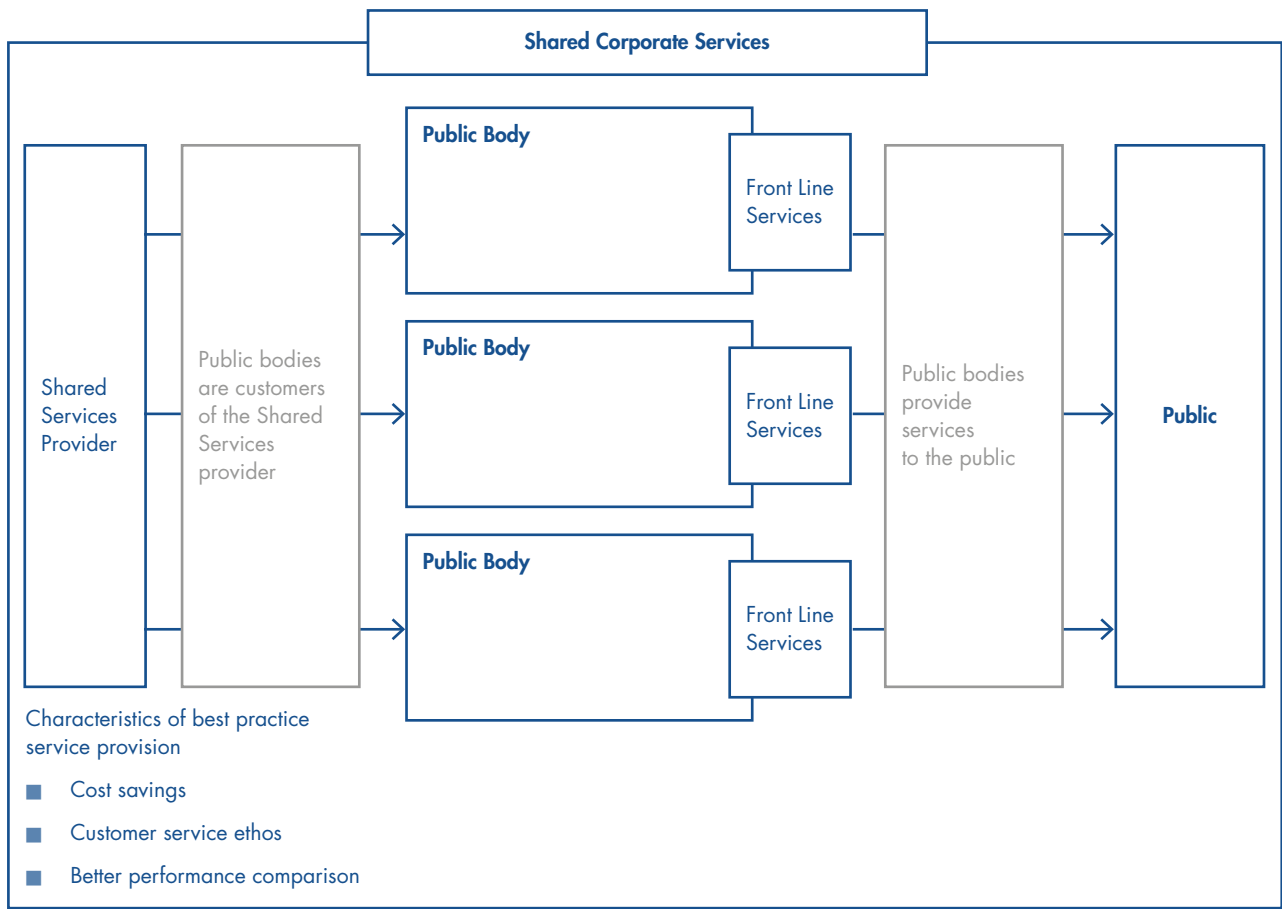 Shared Corporate Services
Shared
Services
Provider
Public bodies
are customers
of the Shared
Services
provider
Public Body
Front Line
Services
Public Body
Front Line
Services
Public Body
Front Line
Services
Public bodies
provide
services
to the public
Public
Characteristics of best practice
service provision
Cost savings
Customer service ethos
Better performance comparison